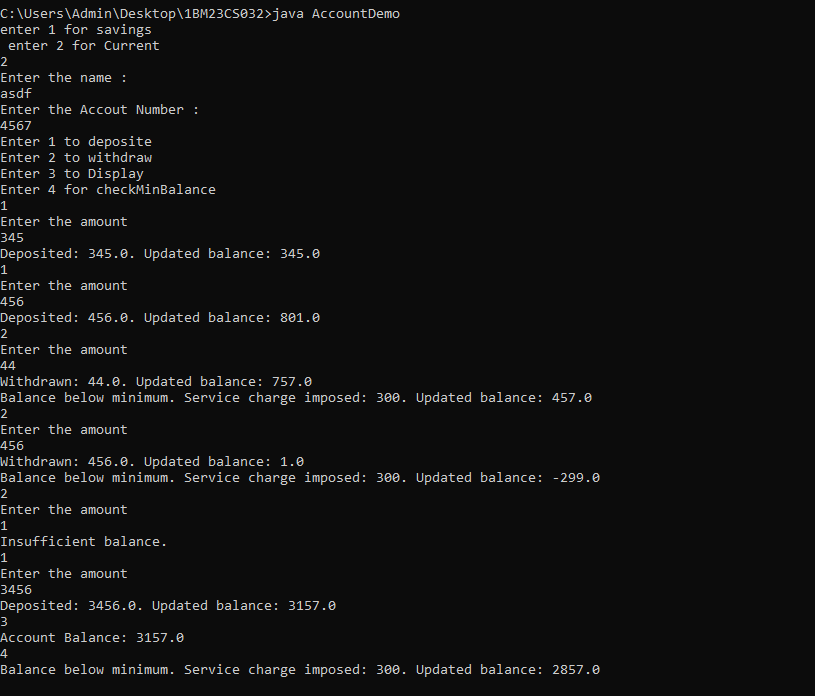 C:\Users\Admin\Desktop\1BM23CS032>java AccountDemo
enter 1 for savings
 enter 2 for Current
2
Enter the name :
asdf
Enter the Accout Number :
4567
Enter 1 to deposite
Enter 2 to withdraw
Enter 3 to Display
Enter 4 for checkMinBalance
1
Enter the amount
345
Deposited: 345.0. Updated balance: 345.0
1
Enter the amount
456
Deposited: 456.0. Updated balance: 801.0
2
Enter the amount
44
Withdrawn: 44.0. Updated balance: 757.0
Balance below minimum. Service charge imposed: 300. Updated balance: 457.0
2
Enter the amount
456
Withdrawn: 456.0. Updated balance: 1.0
Balance below minimum. Service charge imposed: 300. Updated balance: -299.0
2
Enter the amount
1
Insufficient balance.
1
Enter the amount
3456
Deposited: 3456.0. Updated balance: 3157.0
3
Account Balance: 3157.0
4
Balance below minimum. Service charge imposed: 300. Updated balance: 2857.0